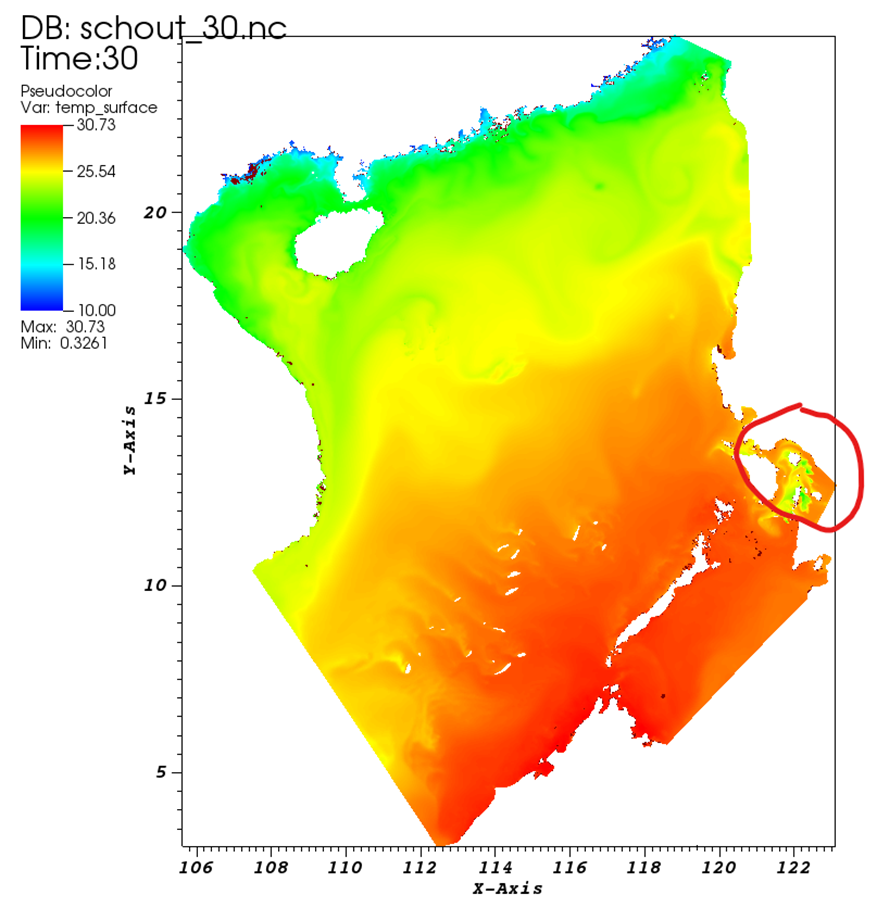 DB: schout_30.nc
Time:30
Pseudocolor
Var: temp_surface
30.73
25.54
20.36
15.18
10.00
Max: 30.73
Min: 0.3261
20
15
10
5
Y-Axis
106 108 110 112 114 116 118 120 122
X-Axis